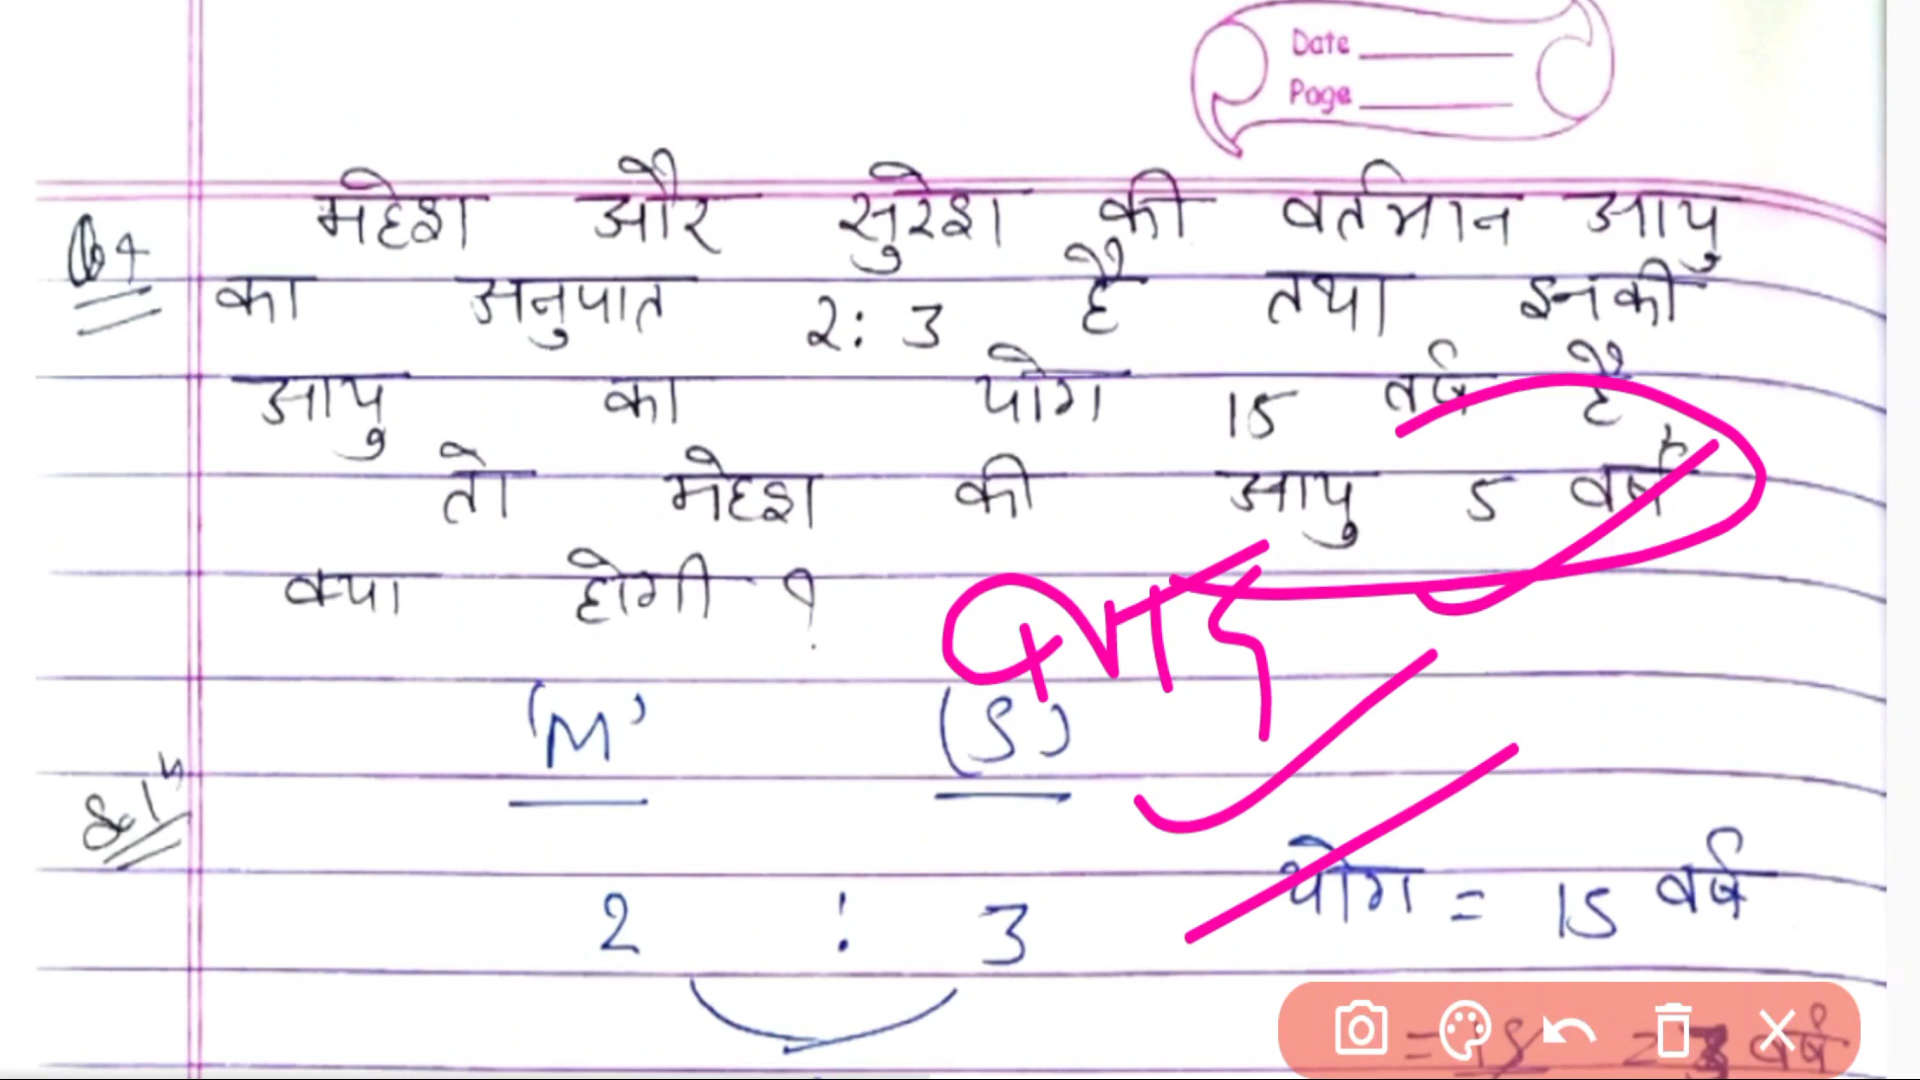 Date
Page
महेश और सुरेश की वर्तमान आयु
Q4 का अनुपात 2:3 है तथा इनकी
आयु का योग 15 वर्ष है
तो महेश की आयु 5 वर्ष
क्या होगी ?
(M) (S)
Solⁿ
2 : 3 योग = 15 वर्ष